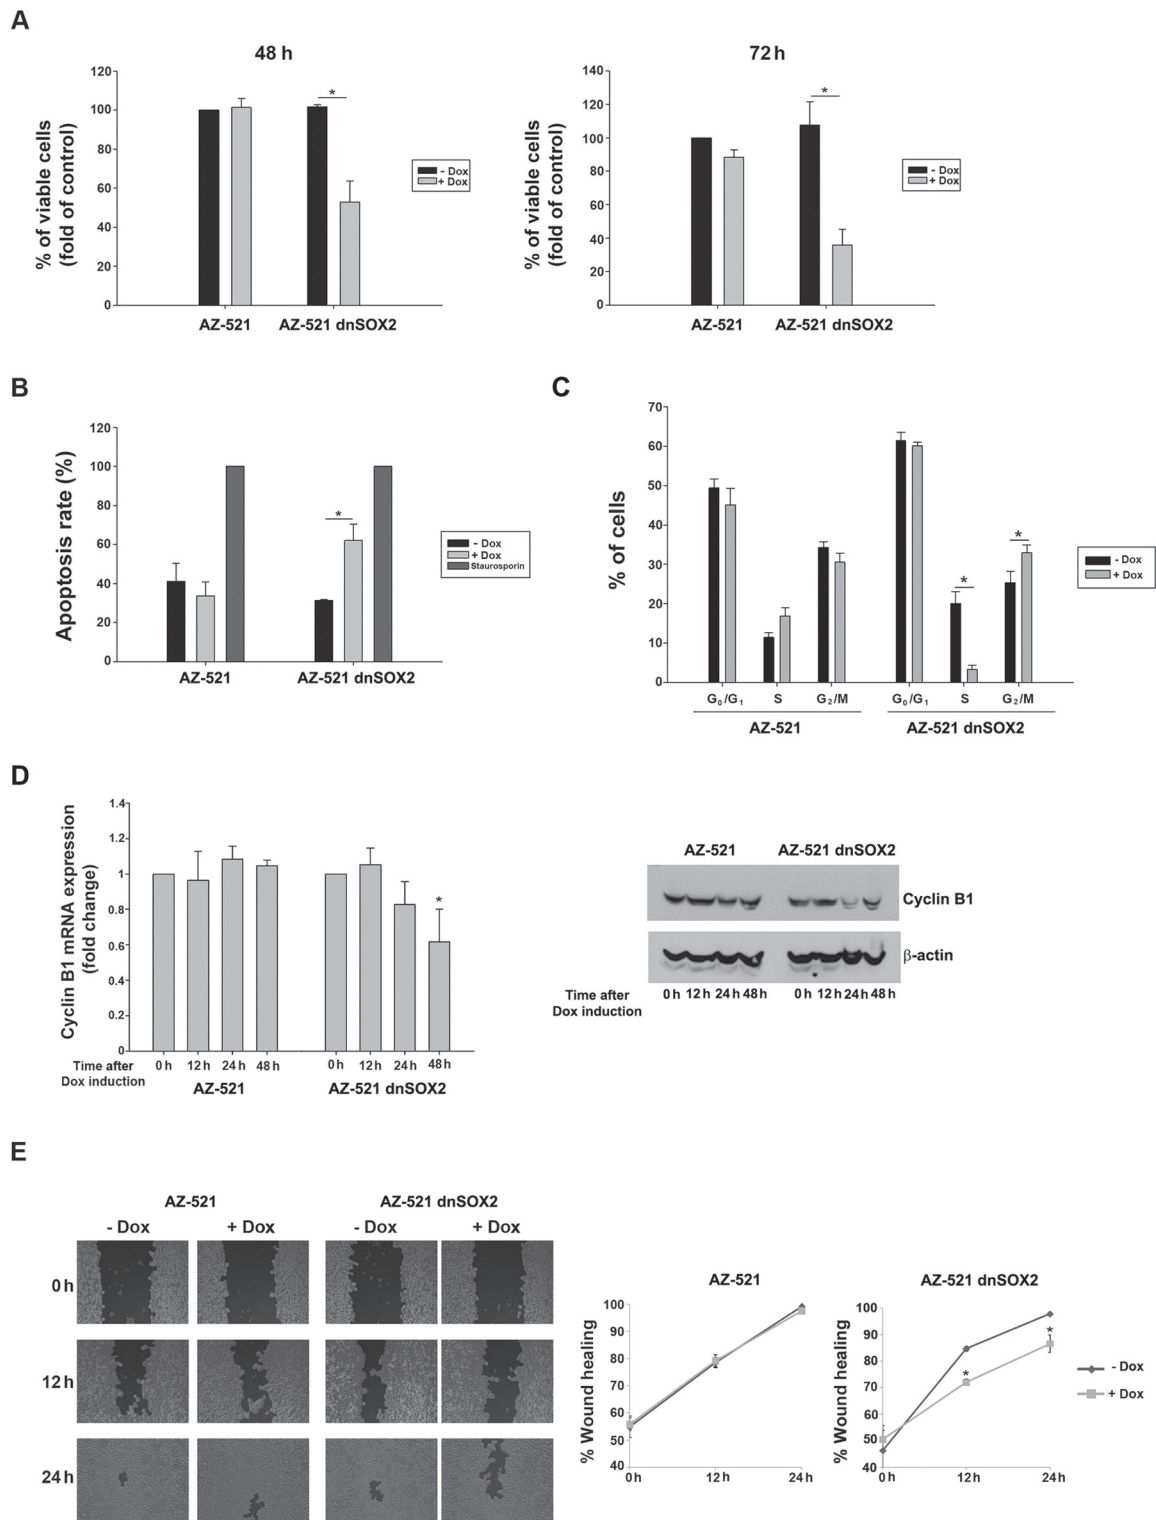 A
48 h
% of viable cells
(fold of control)
120
100
80
60
40
20
0
*
- Dox
+ Dox
AZ-521
AZ-521 dnSOX2
72 h
% of viable cells
(fold of control)
140
120
100
80
60
40
20
0
*
- Dox
+ Dox
AZ-521
AZ-521 dnSOX2
B
Apoptosis rate (%)
120
100
80
60
40
20
0
*
- Dox
+ Dox
Staurosporin
AZ-521
AZ-521 dnSOX2
C
% of cells
70
60
50
40
30
20
10
0
*
*
- Dox
+ Dox
G0/G1 S G2/M G0/G1 S G2/M
AZ-521
AZ-521 dnSOX2
D
Cyclin B1 mRNA expression
(fold change)
1.4
1.2
1
0.8
0.6
0.4
0.2
0
*
Time after
Dox induction
0 h 12 h 24 h 48 h 0 h 12 h 24 h 48 h
AZ-521
AZ-521 dnSOX2
AZ-521 AZ-521 dnSOX2
Cyclin B1
β-actin
Time after
Dox induction
0 h 12 h 24 h 48 h 0 h 12 h 24 h 48 h
E
AZ-521 AZ-521 dnSOX2
- Dox + Dox - Dox + Dox
0 h
12 h
24 h
AZ-521
% Wound healing
100
90
80
70
60
50
40
0 h 12 h 24 h
AZ-521 dnSOX2
% Wound healing
100
90
80
70
60
50
40
*
*
0 h 12 h 24 h
- Dox
+ Dox